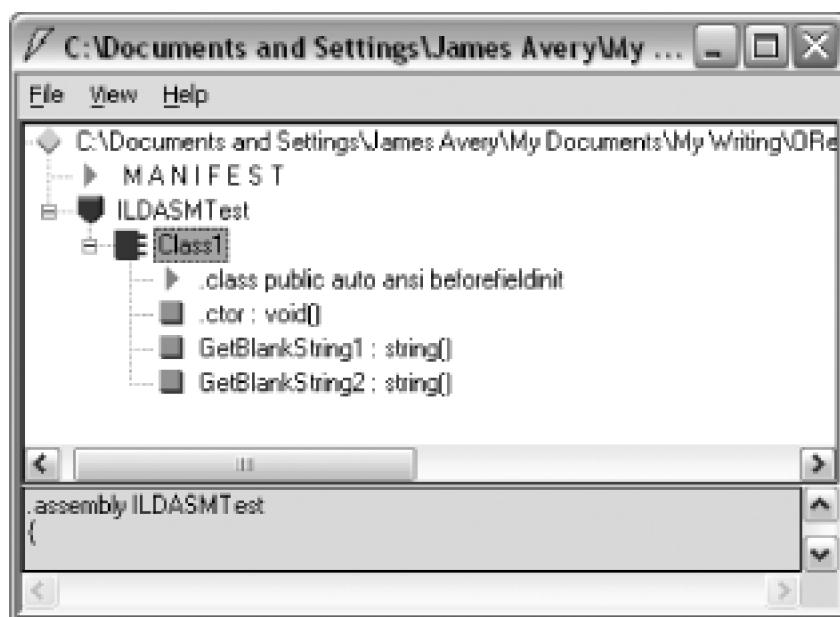 C:\Documents and Settings\James Avery\My ...
File View Help
C:\Documents and Settings\James Avery\My Documents\My Writing\ORe
M A N I F E S T
ILDASMTest
Class1
.class public auto ansi beforefieldinit
.ctor : void()
GetBlankString1 : string()
GetBlankString2 : string()
.assembly ILDASMTest
{